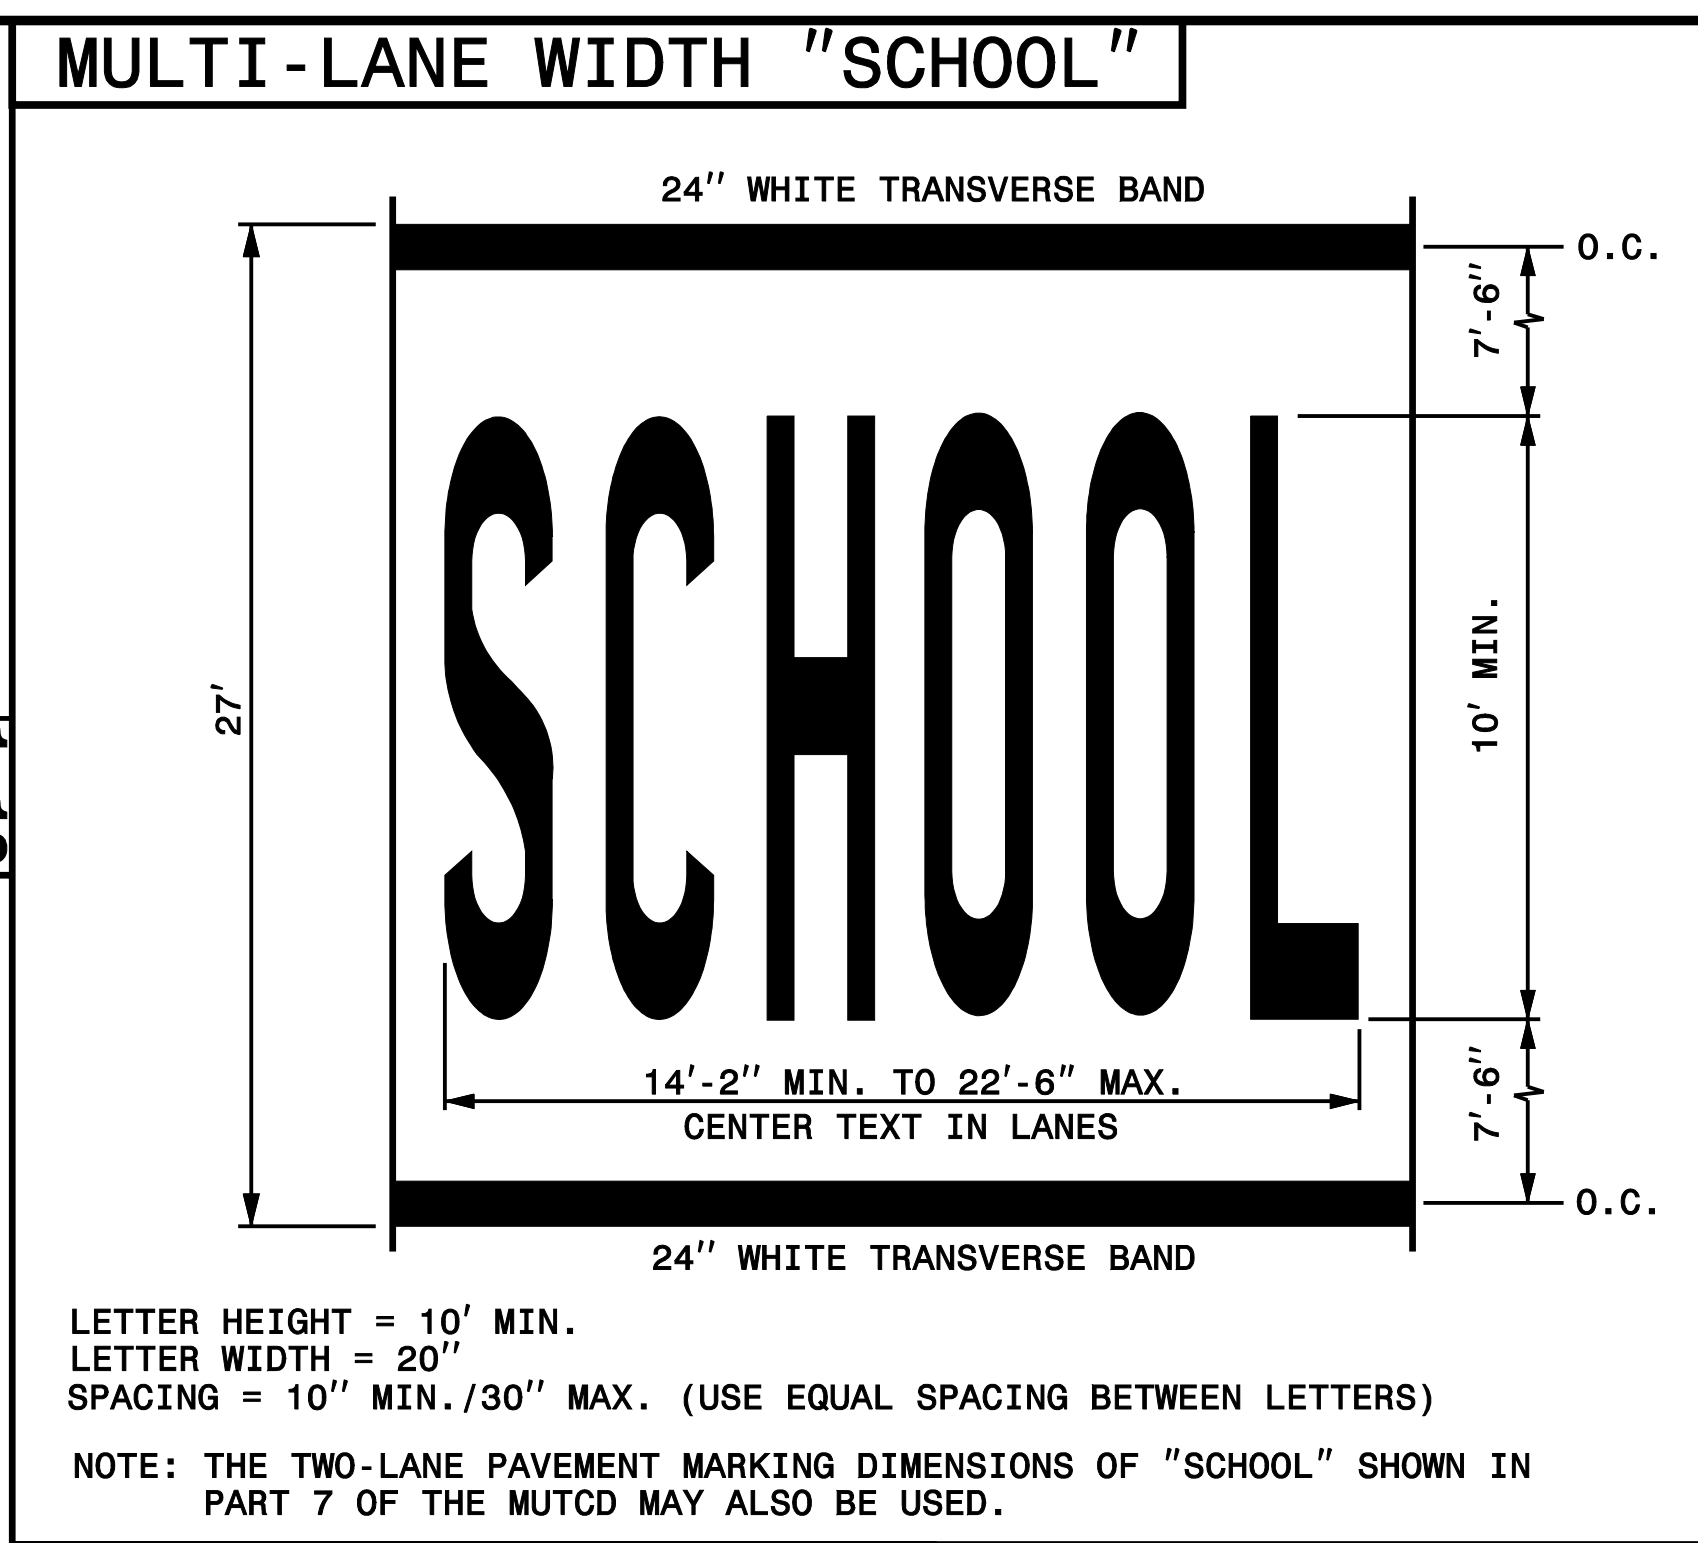 MULTI-LANE WIDTH "SCHOOL"
24" WHITE TRANSVERSE BAND
O.C.
7'-6"
SCHOOL
27'
10' MIN.
14'-2" MIN. TO 22'-6" MAX.
CENTER TEXT IN LANES
7'-6"
O.C.
24" WHITE TRANSVERSE BAND
LETTER HEIGHT = 10' MIN.
LETTER WIDTH = 20"
SPACING = 10" MIN./30" MAX. (USE EQUAL SPACING BETWEEN LETTERS)
NOTE: THE TWO-LANE PAVEMENT MARKING DIMENSIONS OF "SCHOOL" SHOWN IN
PART 7 OF THE MUTCD MAY ALSO BE USED.